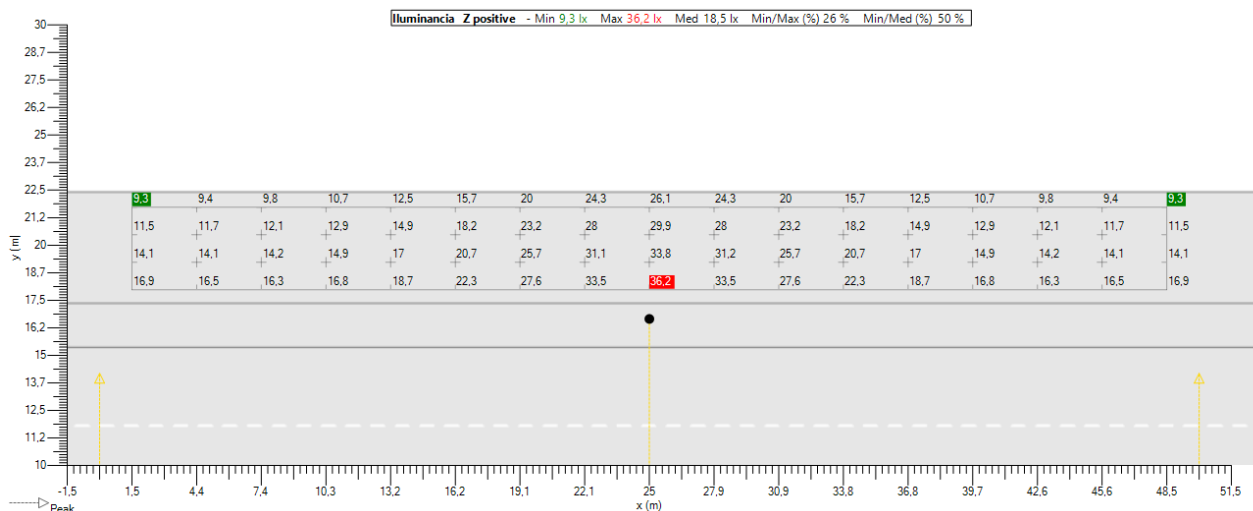 Iluminancia Z positive - Min 9,3 lx Max 36,2 lx Med 18,5 lx Min/Max (%) 26 % Min/Med (%) 50 %
30
28,7
27,5
26,2
25
23,7
22,5
9,3 9,4 9,8 10,7 12,5 15,7 20 24,3 26,1 24,3 20 15,7 12,5 10,7 9,8 9,4 9,3
21,2
11,5 11,7 12,1 12,9 14,9 18,2 23,2 28 29,9 28 23,2 18,2 14,9 12,9 12,1 11,7 11,5
20
y (m)
14,1 14,1 14,2 14,9 17 20,7 25,7 31,1 33,8 31,2 25,7 20,7 17 14,9 14,2 14,1 14,1
18,7
16,9 16,5 16,3 16,8 18,7 22,3 27,6 33,5 36,2 33,5 27,6 22,3 18,7 16,8 16,3 16,5 16,9
17,5
16,2
15
13,7
12,5
11,2
10
-1,5 1,5 4,4 7,4 10,3 13,2 16,2 19,1 22,1 25 27,9 30,9 33,8 36,8 39,7 42,6 45,6 48,5 51,5
x (m)
Peak